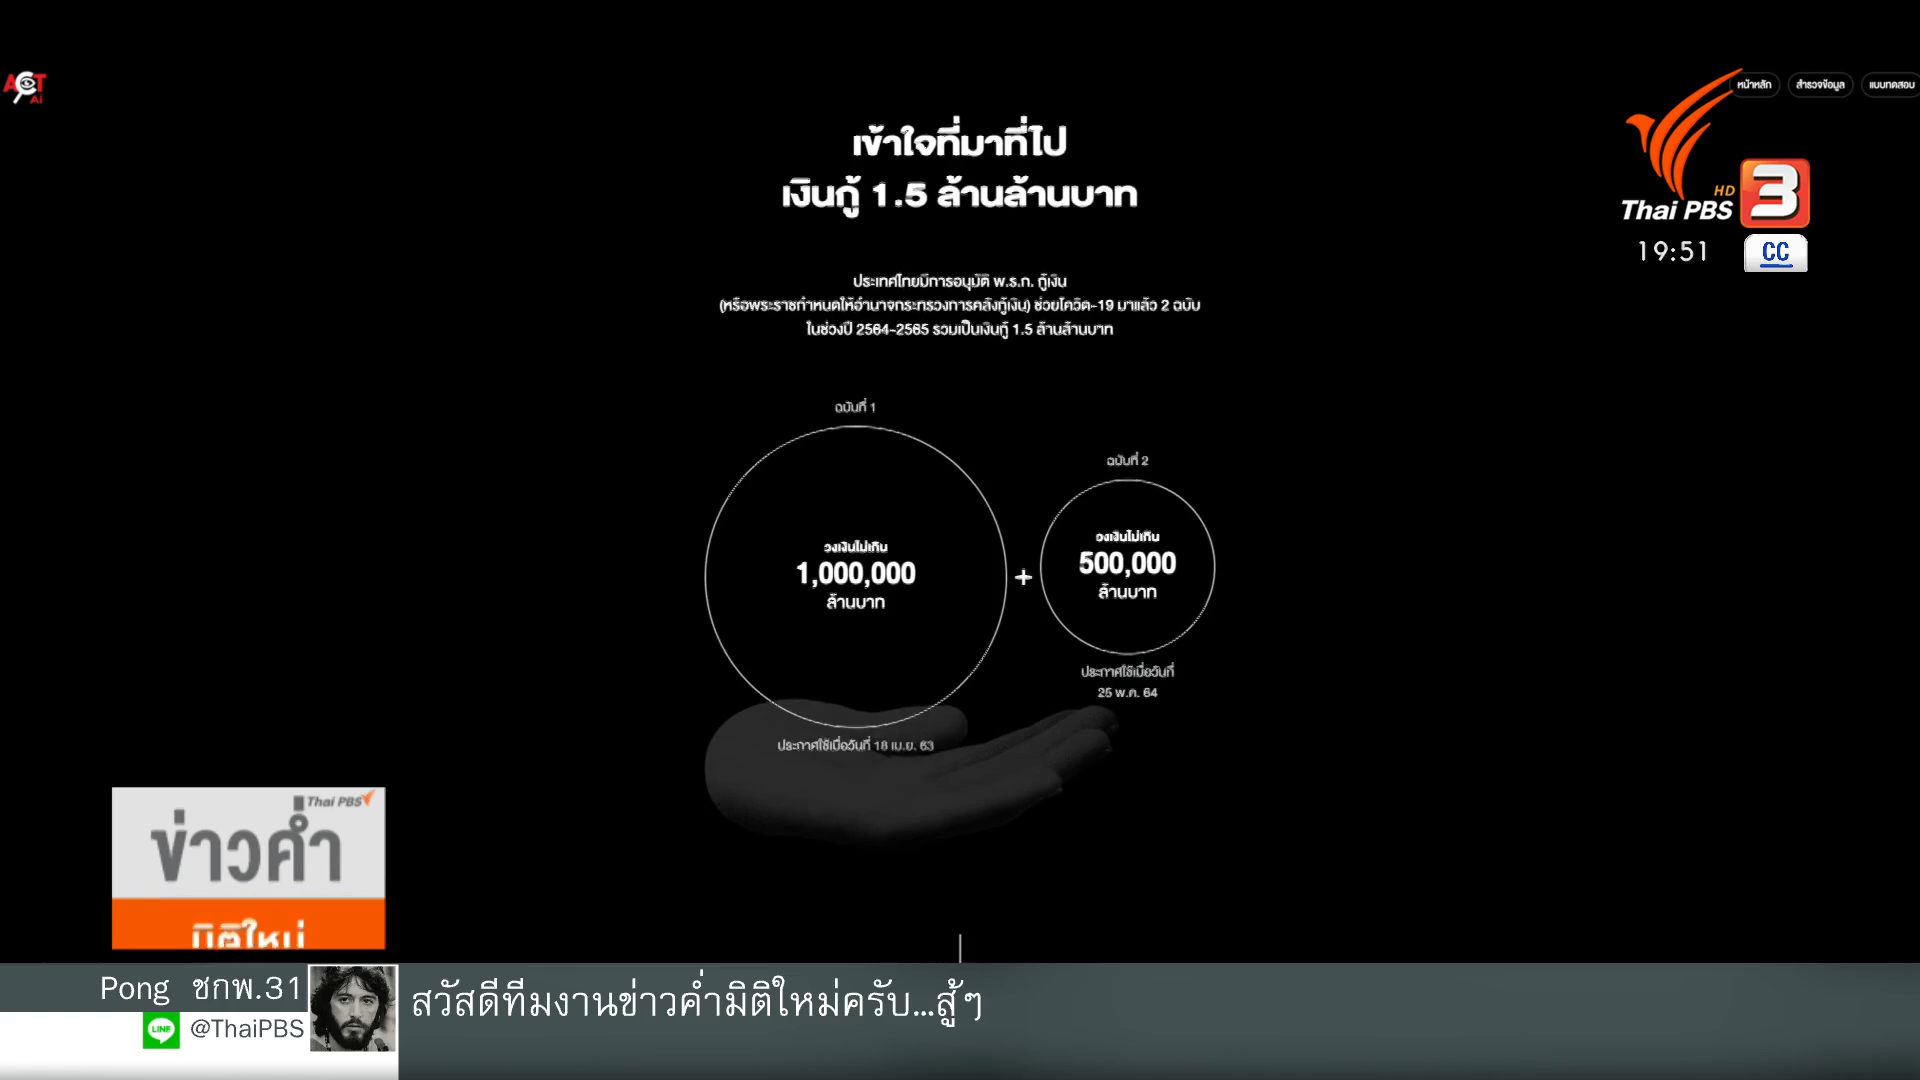 ACT
Ai
หน้าหลัก
สำรวจข้อมูล
แบบทดสอบ
เข้าใจที่มาที่ไป
เงินกู้ 1.5 ล้านล้านบาท
HD
Thai PBS 3
19:51
CC
ประเทศไทยมีการอนุมัติ พ.ร.ก. กู้เงิน
(หรือพระราชกำหนดให้อำนาจกระทรวงการคลังกู้เงิน) ช่วยโควิด-19 มาแล้ว 2 ฉบับ
ในช่วงปี 2564-2565 รวมเป็นเงินกู้ 1.5 ล้านล้านบาท
ฉบับที่ 1
วงเงินไม่เกิน
1,000,000
ล้านบาท
ประกาศใช้เมื่อวันที่ 18 เม.ย. 63
+
ฉบับที่ 2
วงเงินไม่เกิน
500,000
ล้านบาท
ประกาศใช้เมื่อวันที่
25 พ.ค. 64
Thai PBS
ข่าวค่ำ
มิติใหม่
Pong ชกพ.31
LINE @ThaiPBS
สวัสดีทีมงานข่าวค่ำมิติใหม่ครับ...สู้ๆ